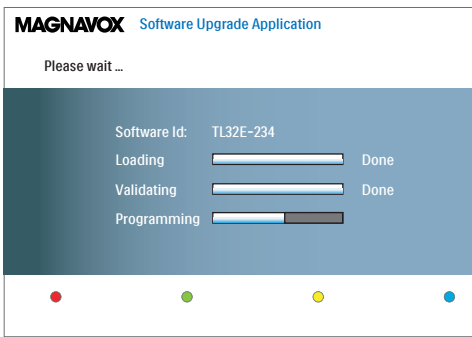 MAGNAVOX Software Upgrade Application
Please wait ...
Software Id: TL32E-234
Loading Done
Validating Done
Programming